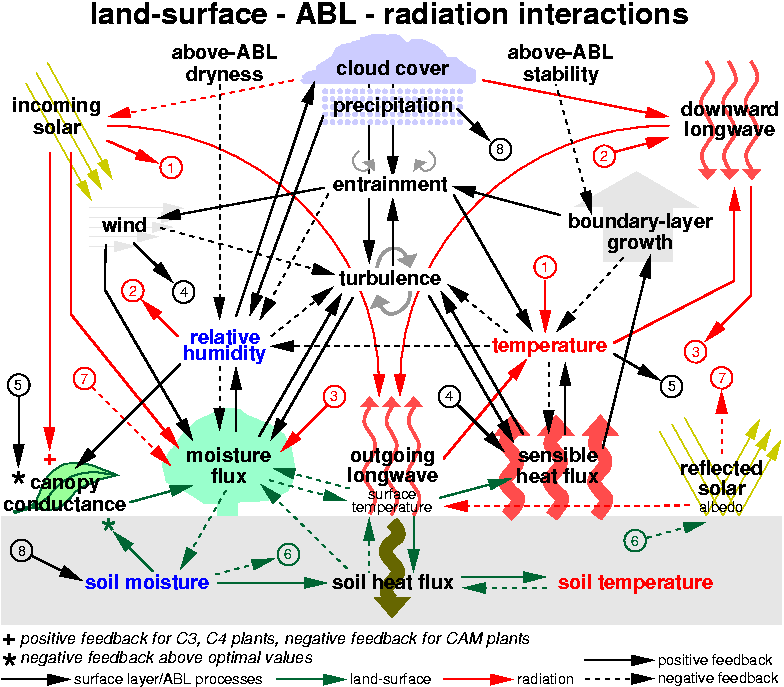 land-surface - ABL - radiation interactions
above-ABL
dryness
cloud cover
above-ABL
stability
incoming
solar
precipitation
downward
longwave
1
8
2
entrainment
wind
boundary-layer
growth
4
turbulence
1
2
relative
humidity
temperature
3
5
7
3
4
5
7
moisture
flux
outgoing
longwave
surface
temperature
sensible
heat flux
reflected
solar
albedo
+
*
canopy
conductance
*
8
6
6
soil moisture
soil heat flux
soil temperature
+ positive feedback for C3, C4 plants, negative feedback for CAM plants
* negative feedback above optimal values
surface layer/ABL processes
land-surface
radiation
positive feedback
negative feedback